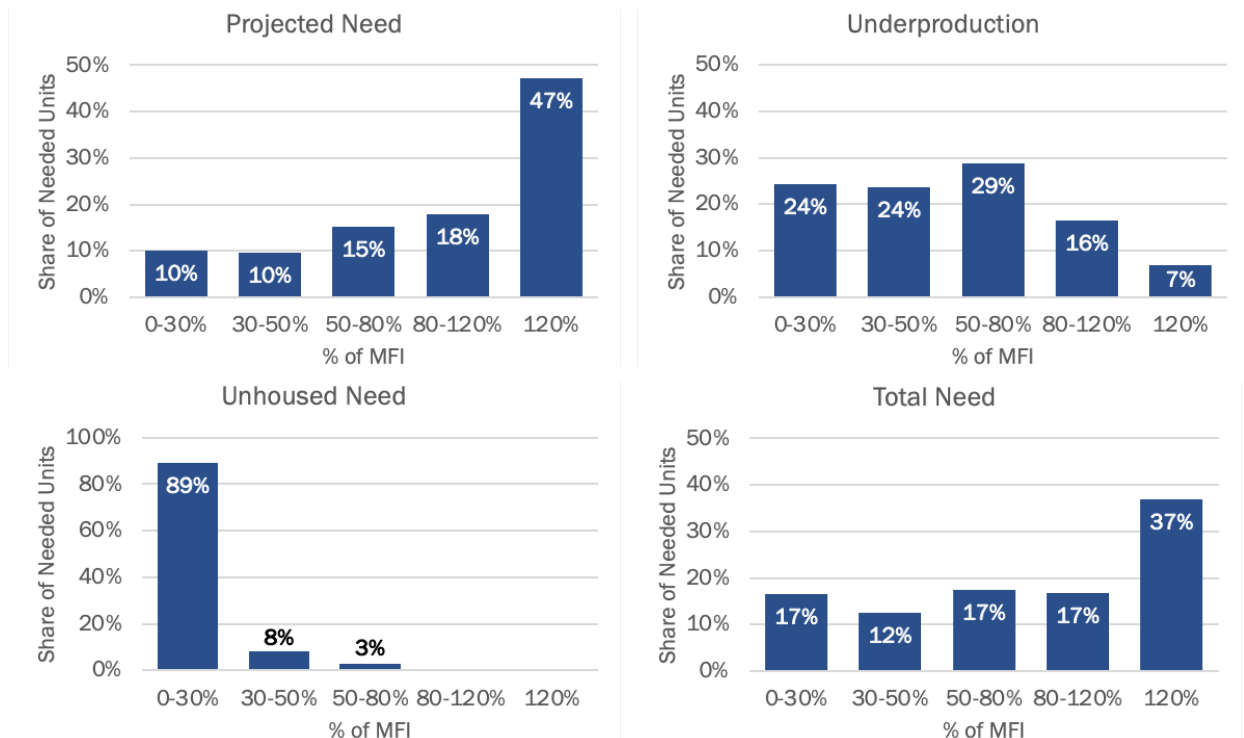 Projected Need
Share of Needed Units
50%
40%
30%
20%
10%
0%
10%
10%
15%
18%
47%
0-30% 30-50% 50-80% 80-120% 120%
% of MFI
Underproduction
Share of Needed Units
50%
40%
30%
20%
10%
0%
24%
24%
29%
16%
7%
0-30% 30-50% 50-80% 80-120% 120%
% of MFI
Unhoused Need
Share of Needed Units
100%
80%
60%
40%
20%
0%
89%
8%
3%
0-30% 30-50% 50-80% 80-120% 120%
% of MFI
Total Need
Share of Needed Units
50%
40%
30%
20%
10%
0%
17%
12%
17%
17%
37%
0-30% 30-50% 50-80% 80-120% 120%
% of MFI